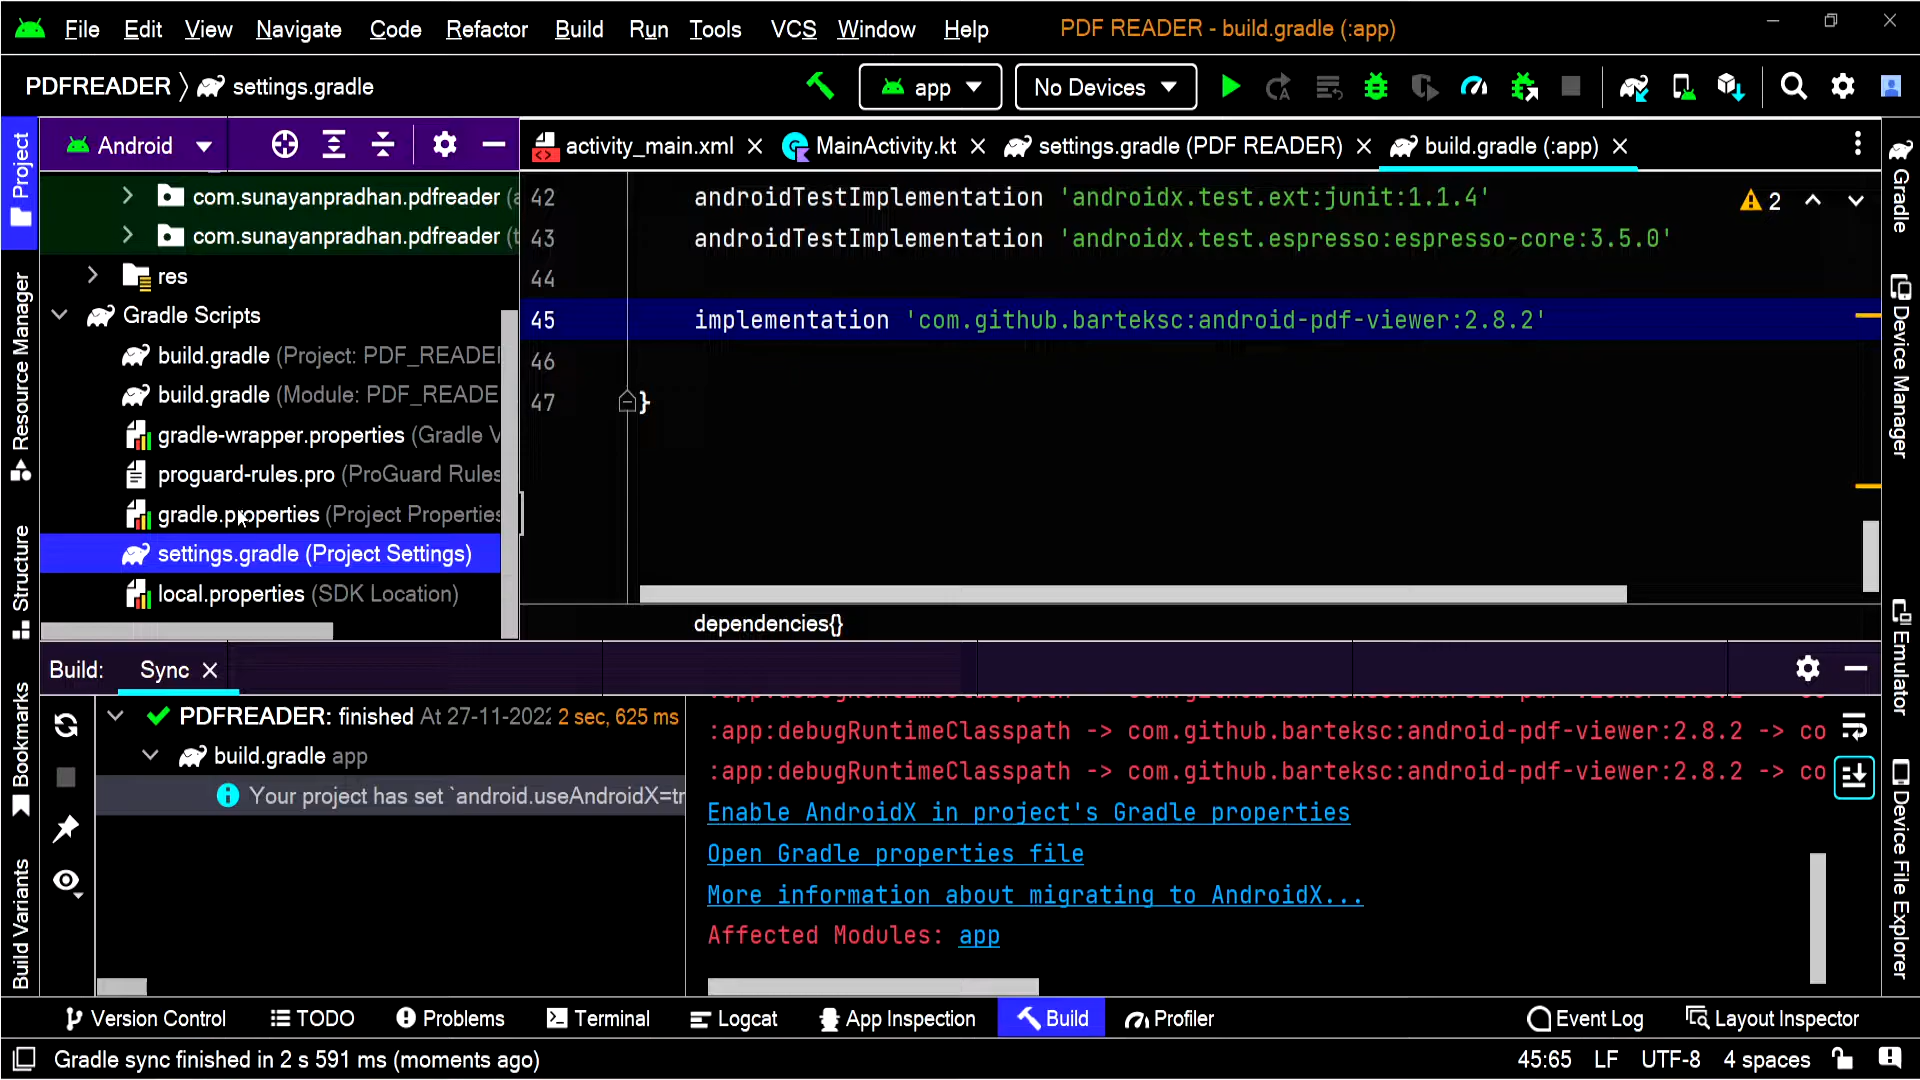 File Edit View Navigate Code Refactor Build Run Tools VCS Window Help PDF READER - build.gradle (:app)
PDFREADER settings.gradle app No Devices
Android
activity_main.xml MainActivity.kt settings.gradle (PDF READER) build.gradle (:app)
com.sunayanpradhan.pdfreader
com.sunayanpradhan.pdfreader (t
res
Gradle Scripts
build.gradle (Project: PDF_READE
build.gradle (Module: PDF_READE
gradle-wrapper.properties (Gradle V
proguard-rules.pro (ProGuard Rules
gradle.properties (Project Properties
settings.gradle (Project Settings)
local.properties (SDK Location)
42 androidTestImplementation 'androidx.test.ext:junit:1.1.4'
2
43 androidTestImplementation 'androidx.test.espresso:espresso-core:3.5.0'
44
45 implementation 'com.github.barteksc:android-pdf-viewer:2.8.2'
46
47 }
dependencies{}
Build: Sync
PDFREADER: finished At 27-11-2022 2 sec, 625 ms
build.gradle app
Your project has set `android.useAndroidX=tr
:app:debugRuntimeClasspath -> com.github.barteksc:android-pdf-viewer:2.8.2 -> co
:app:debugRuntimeClasspath -> com.github.barteksc:android-pdf-viewer:2.8.2 -> co
Enable AndroidX in project's Gradle properties
Open Gradle properties file
More information about migrating to AndroidX...
Affected Modules: app
Project
Resource Manager
Structure
Bookmarks
Build Variants
Gradle
Device Manager
Emulator
Device File Explorer
Version Control TODO Problems Terminal Logcat App Inspection Build Profiler Event Log Layout Inspector
Gradle sync finished in 2 s 591 ms (moments ago) 45:65 LF UTF-8 4 spaces